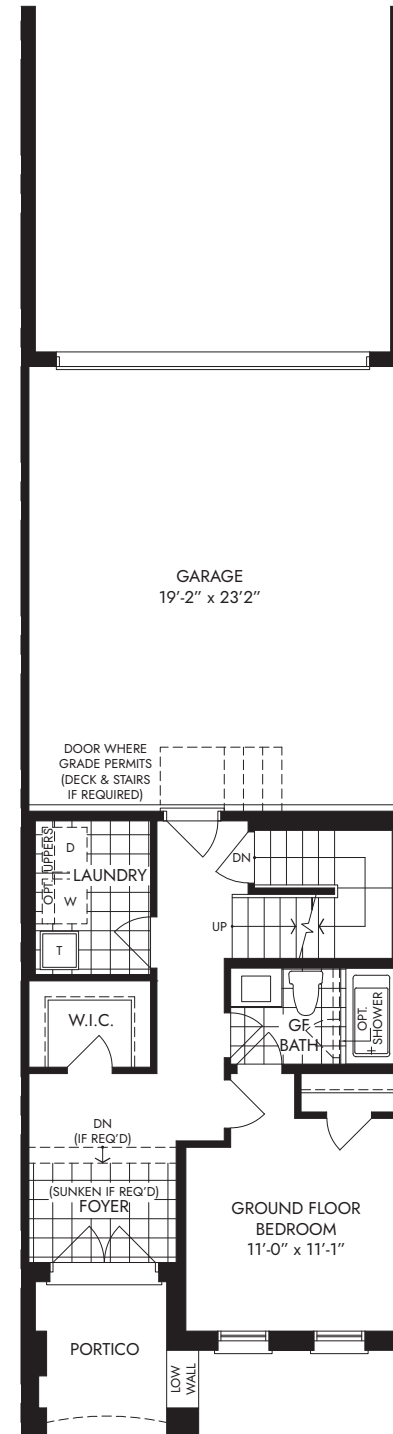 GARAGE
19'-2" x 23'2"
DOOR WHERE
GRADE PERMITS
(DECK & STAIRS
IF REQUIRED)
OPT. UPPERS
D
LAUNDRY
W
T
DN
UP
W.I.C.
GF
BATH
OPT.
SHOWER
DN
(IF REQ'D)
(SUNKEN IF REQ'D)
FOYER
GROUND FLOOR
BEDROOM
11'-0" x 11'-1"
PORTICO
LOW
WALL